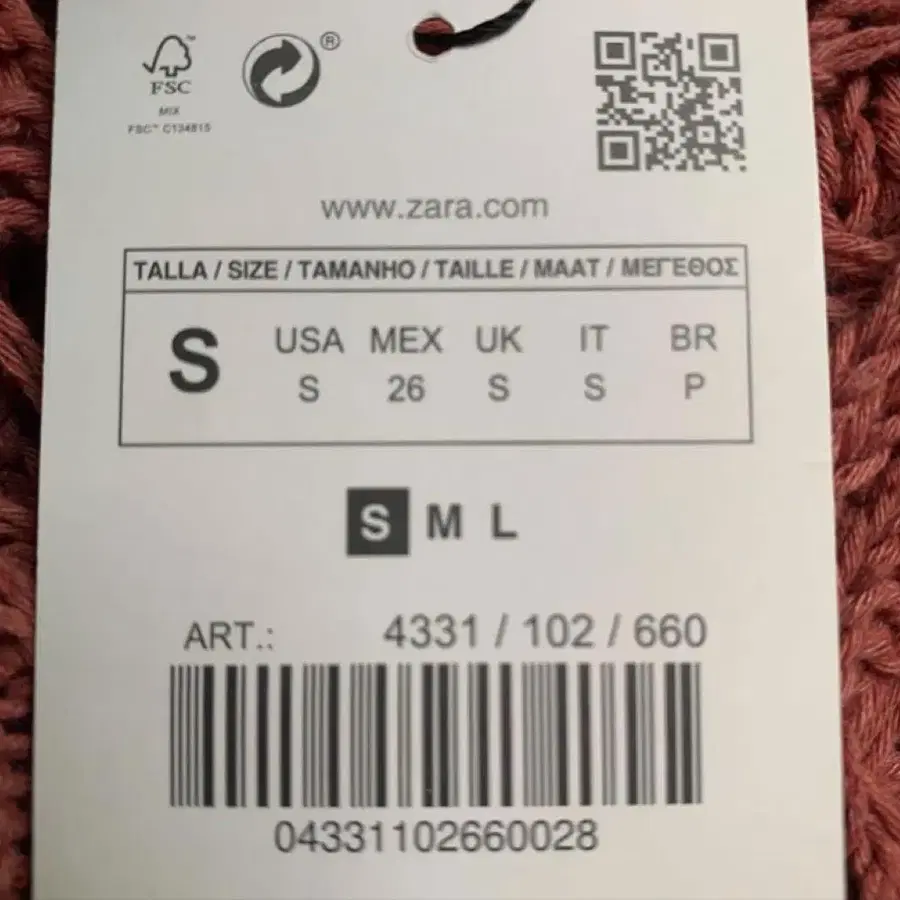 FSC™
MIX
FSC™ C134815
®
www.zara.com
TALLA / SIZE / TAMANHO / TAILLE / MAAT / ΜΕΓΕΘΟΣ
S USA MEX UK IT BR
S 26 S S P
S M L
ART.: 4331 / 102 / 660
04331102660028